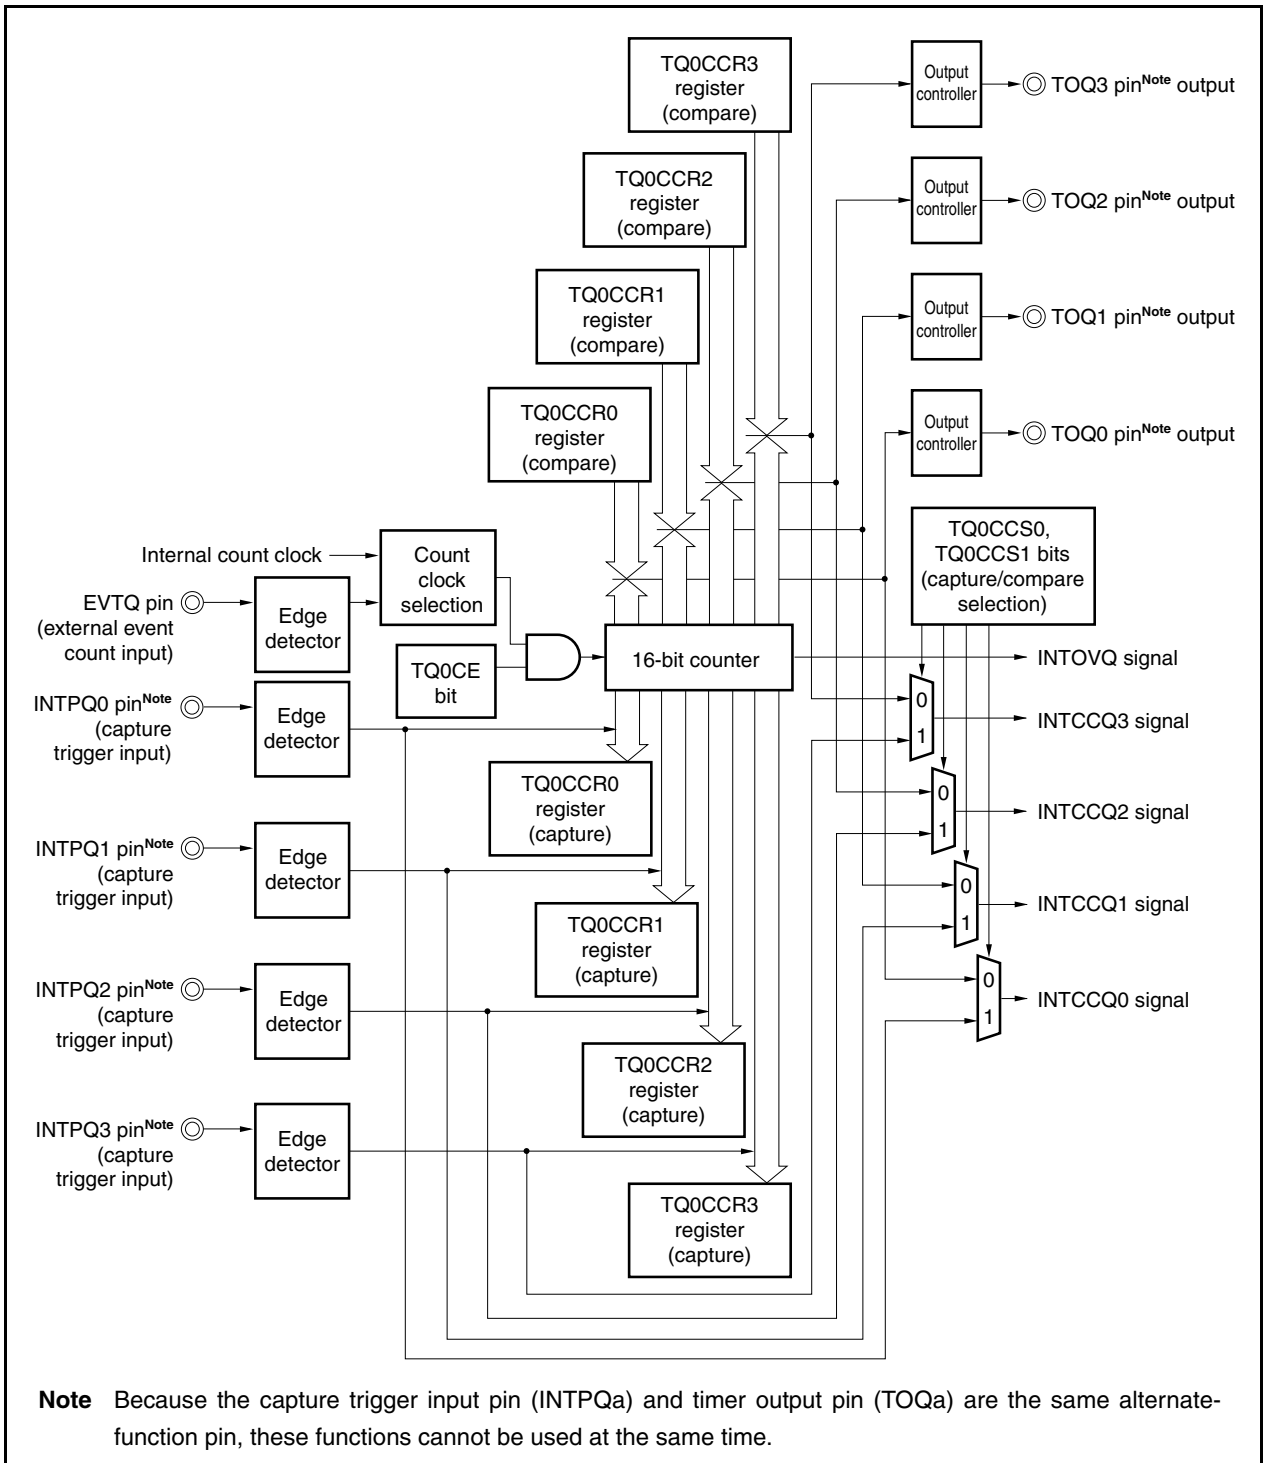 TQ0CCR3
register
(compare)
Output
controller
TOQ3 pinNote output
TQ0CCR2
register
(compare)
Output
controller
TOQ2 pinNote output
TQ0CCR1
register
(compare)
Output
controller
TOQ1 pinNote output
TQ0CCR0
register
(compare)
Output
controller
TOQ0 pinNote output
TQ0CCS0,
TQ0CCS1 bits
(capture/compare
selection)
Internal count clock
Count
clock
selection
EVTQ pin
(external event
count input)
Edge
detector
TQ0CE
bit
16-bit counter
INTOVQ signal
INTPQ0 pinNote
(capture
trigger input)
Edge
detector
0
1
INTCCQ3 signal
TQ0CCR0
register
(capture)
0
1
INTCCQ2 signal
INTPQ1 pinNote
(capture
trigger input)
Edge
detector
0
1
INTCCQ1 signal
TQ0CCR1
register
(capture)
INTPQ2 pinNote
(capture
trigger input)
Edge
detector
0
1
INTCCQ0 signal
TQ0CCR2
register
(capture)
INTPQ3 pinNote
(capture
trigger input)
Edge
detector
TQ0CCR3
register
(capture)
Note Because the capture trigger input pin (INTPQa) and timer output pin (TOQa) are the same alternate-
function pin, these functions cannot be used at the same time.